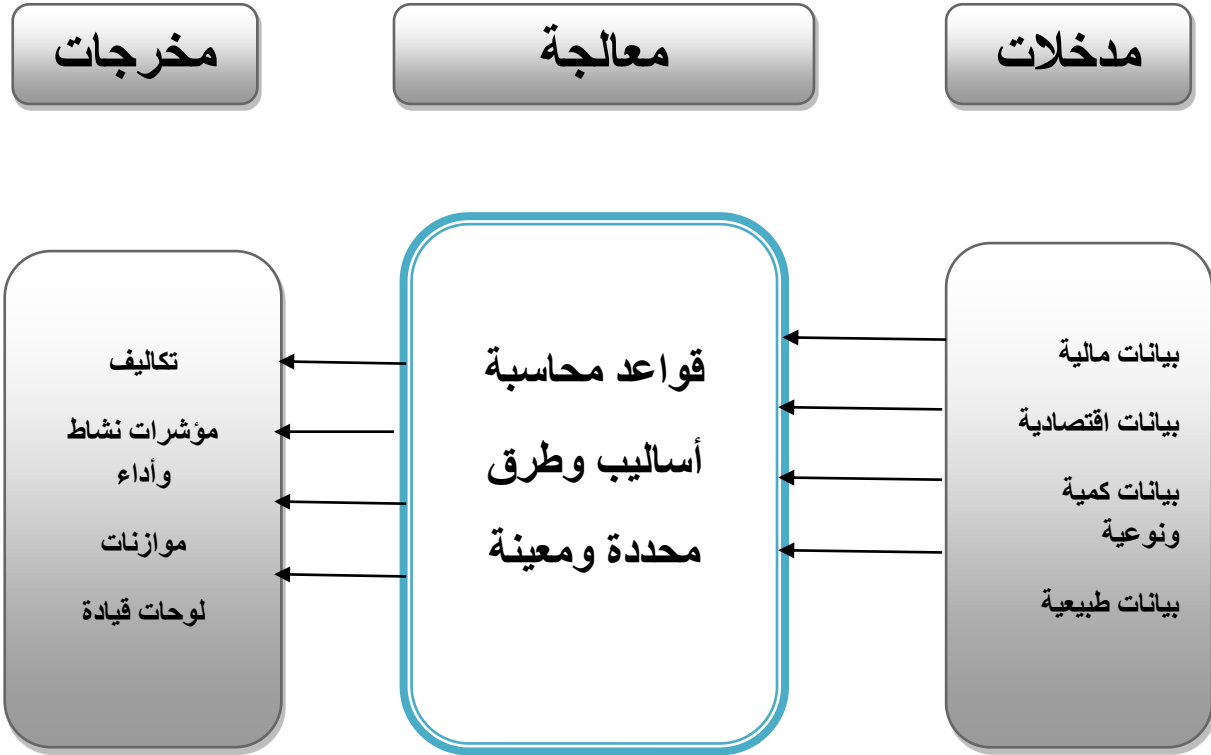 مدخلات
معالجة
مخرجات
بيانات مالية
بيانات اقتصادية
بيانات كمية
ونوعية
بيانات طبيعية
قواعد محاسبة
أساليب وطرق
محددة ومعينة
تكاليف
مؤشرات نشاط
وأداء
موازنات
لوحات قيادة